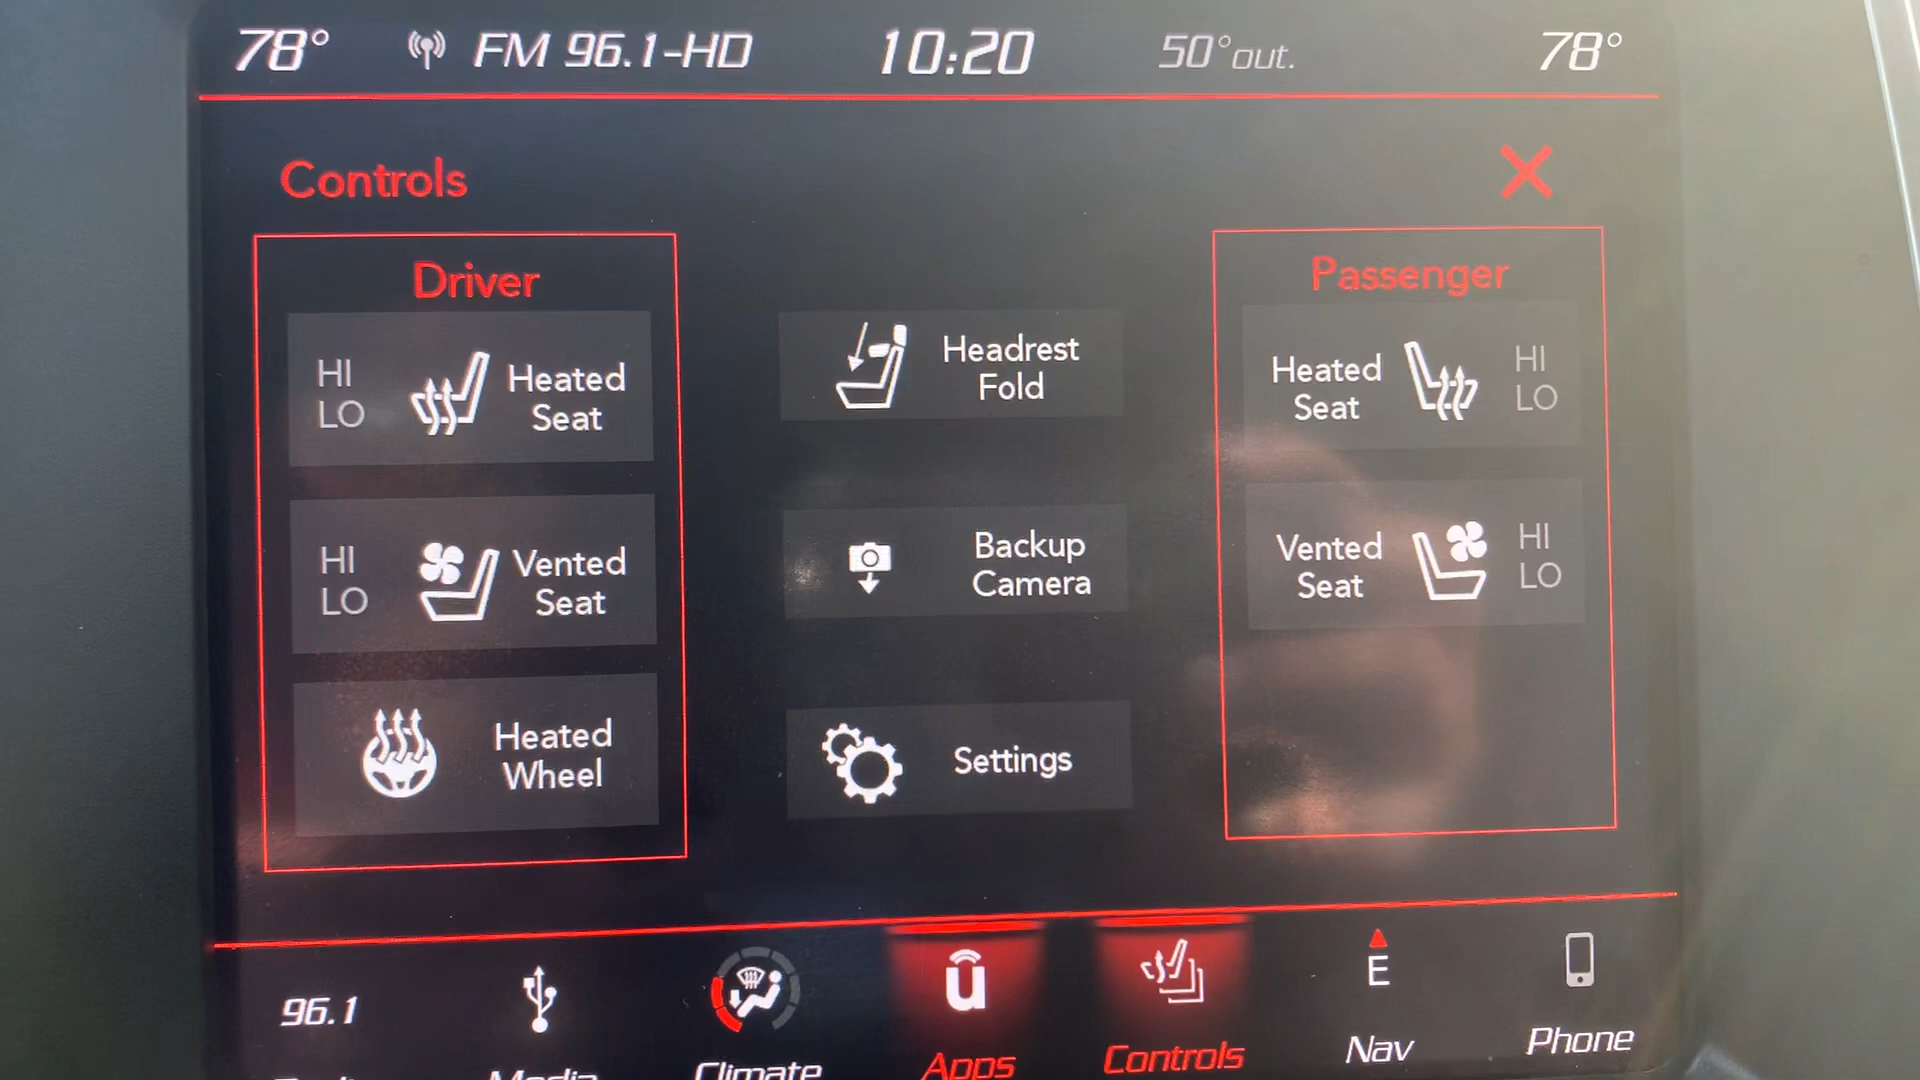 78° FM 96.1-HD 10:20 50° out. 78°
Controls
Driver
HI
LO
Heated
Seat
HI
LO
Vented
Seat
Heated
Wheel
Headrest
Fold
Backup
Camera
Settings
Passenger
Heated
Seat
HI
LO
Vented
Seat
HI
LO
96.1
Media
Climate
Apps
Controls
E
Nav
Phone